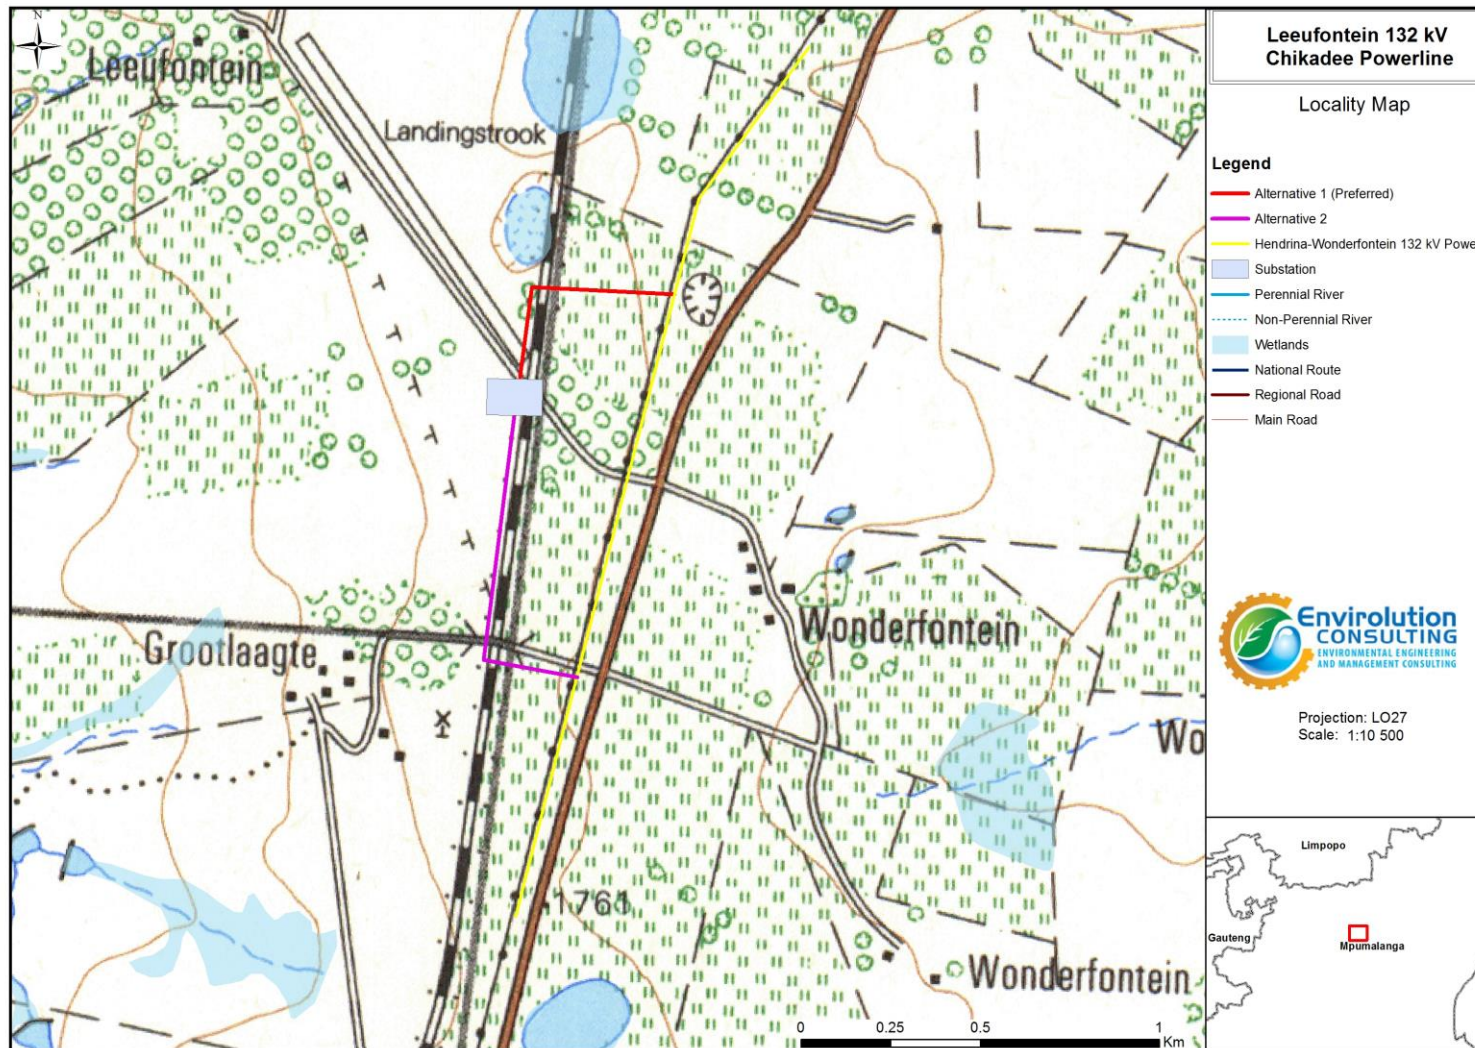 N
Leeufontein
Landingstrook
Grootlaagte
Wonderfontein
Wo
1761
Wonderfontein
0 0.25 0.5 1
Km
Leeufontein 132 kV
Chikadee Powerline
Locality Map
Legend
Alternative 1 (Preferred)
Alternative 2
Hendrina-Wonderfontein 132 kV Powe
Substation
Perennial River
Non-Perennial River
Wetlands
National Route
Regional Road
Main Road
Envirolution
CONSULTING
ENVIRONMENTAL ENGINEERING
AND MANAGEMENT CONSULTING
Projection: LO27
Scale: 1:10 500
Limpopo
Gauteng
Mpumalanga